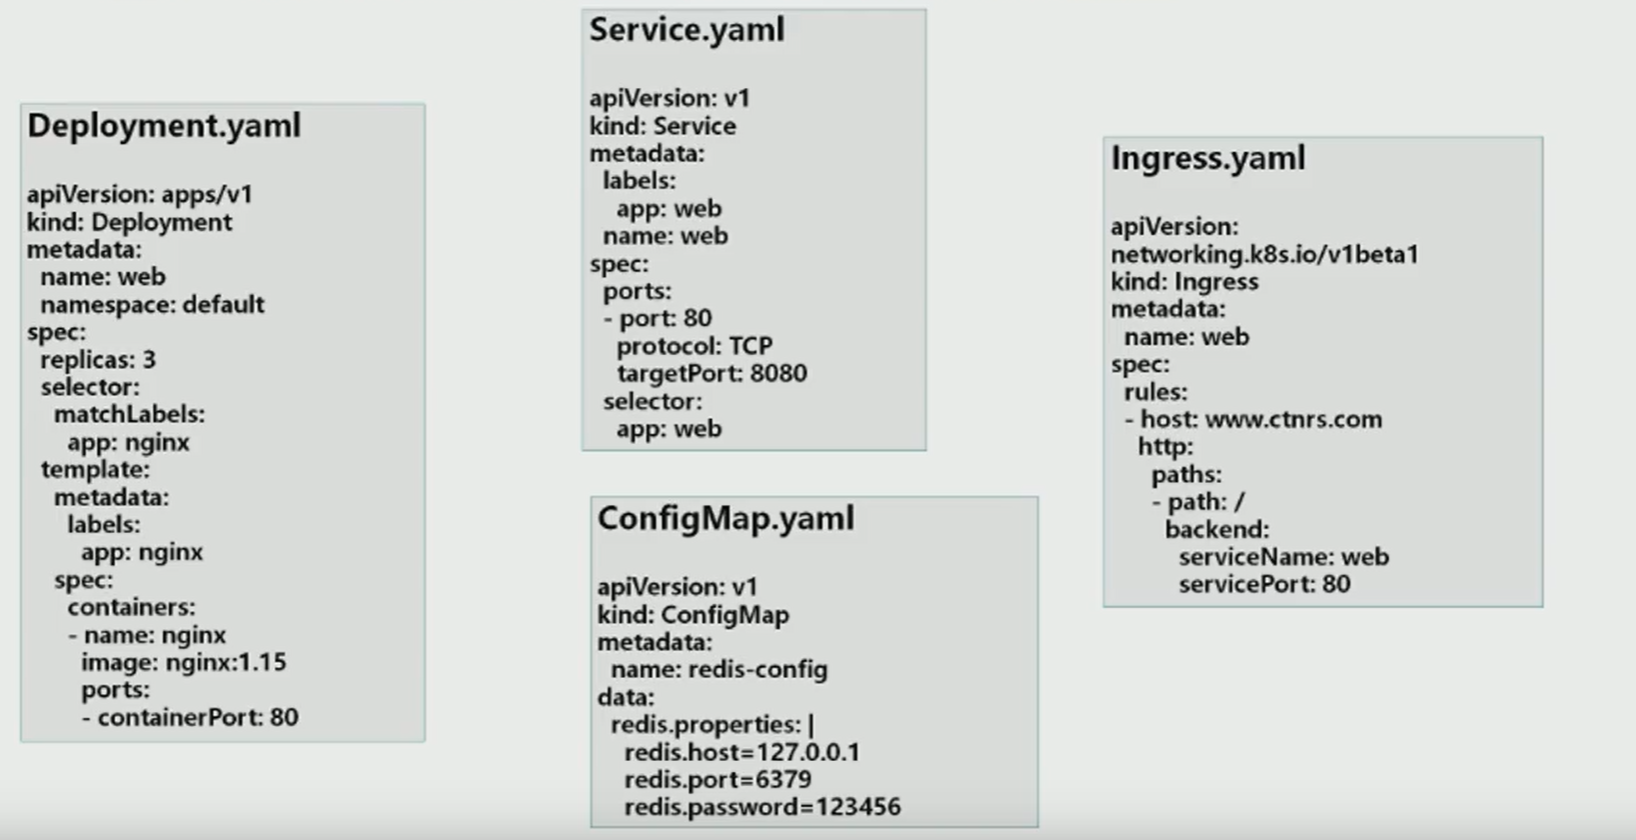 Deployment.yaml
apiVersion: apps/v1
kind: Deployment
metadata:
  name: web
  namespace: default
spec:
  replicas: 3
  selector:
    matchLabels:
      app: nginx
  template:
    metadata:
      labels:
        app: nginx
    spec:
      containers:
      - name: nginx
        image: nginx:1.15
        ports:
        - containerPort: 80
Service.yaml
apiVersion: v1
kind: Service
metadata:
  labels:
    app: web
  name: web
spec:
  ports:
  - port: 80
    protocol: TCP
    targetPort: 8080
  selector:
    app: web
ConfigMap.yaml
apiVersion: v1
kind: ConfigMap
metadata:
  name: redis-config
data:
  redis.properties: |
    redis.host=127.0.0.1
    redis.port=6379
    redis.password=123456
Ingress.yaml
apiVersion:
networking.k8s.io/v1beta1
kind: Ingress
metadata:
  name: web
spec:
  rules:
  - host: www.ctnrs.com
    http:
      paths:
      - path: /
        backend:
          serviceName: web
          servicePort: 80